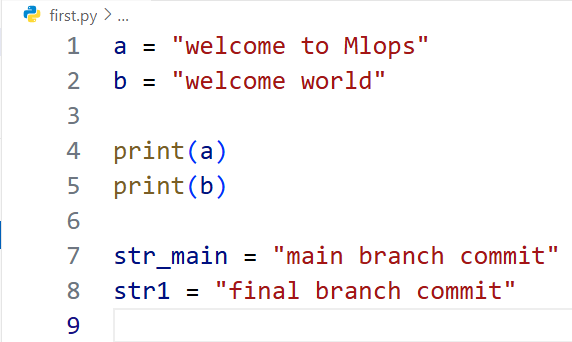 first.py > ...
1 a = "welcome to Mlops"
2 b = "welcome world"
3
4 print(a)
5 print(b)
6
7 str_main = "main branch commit"
8 str1 = "final branch commit"
9